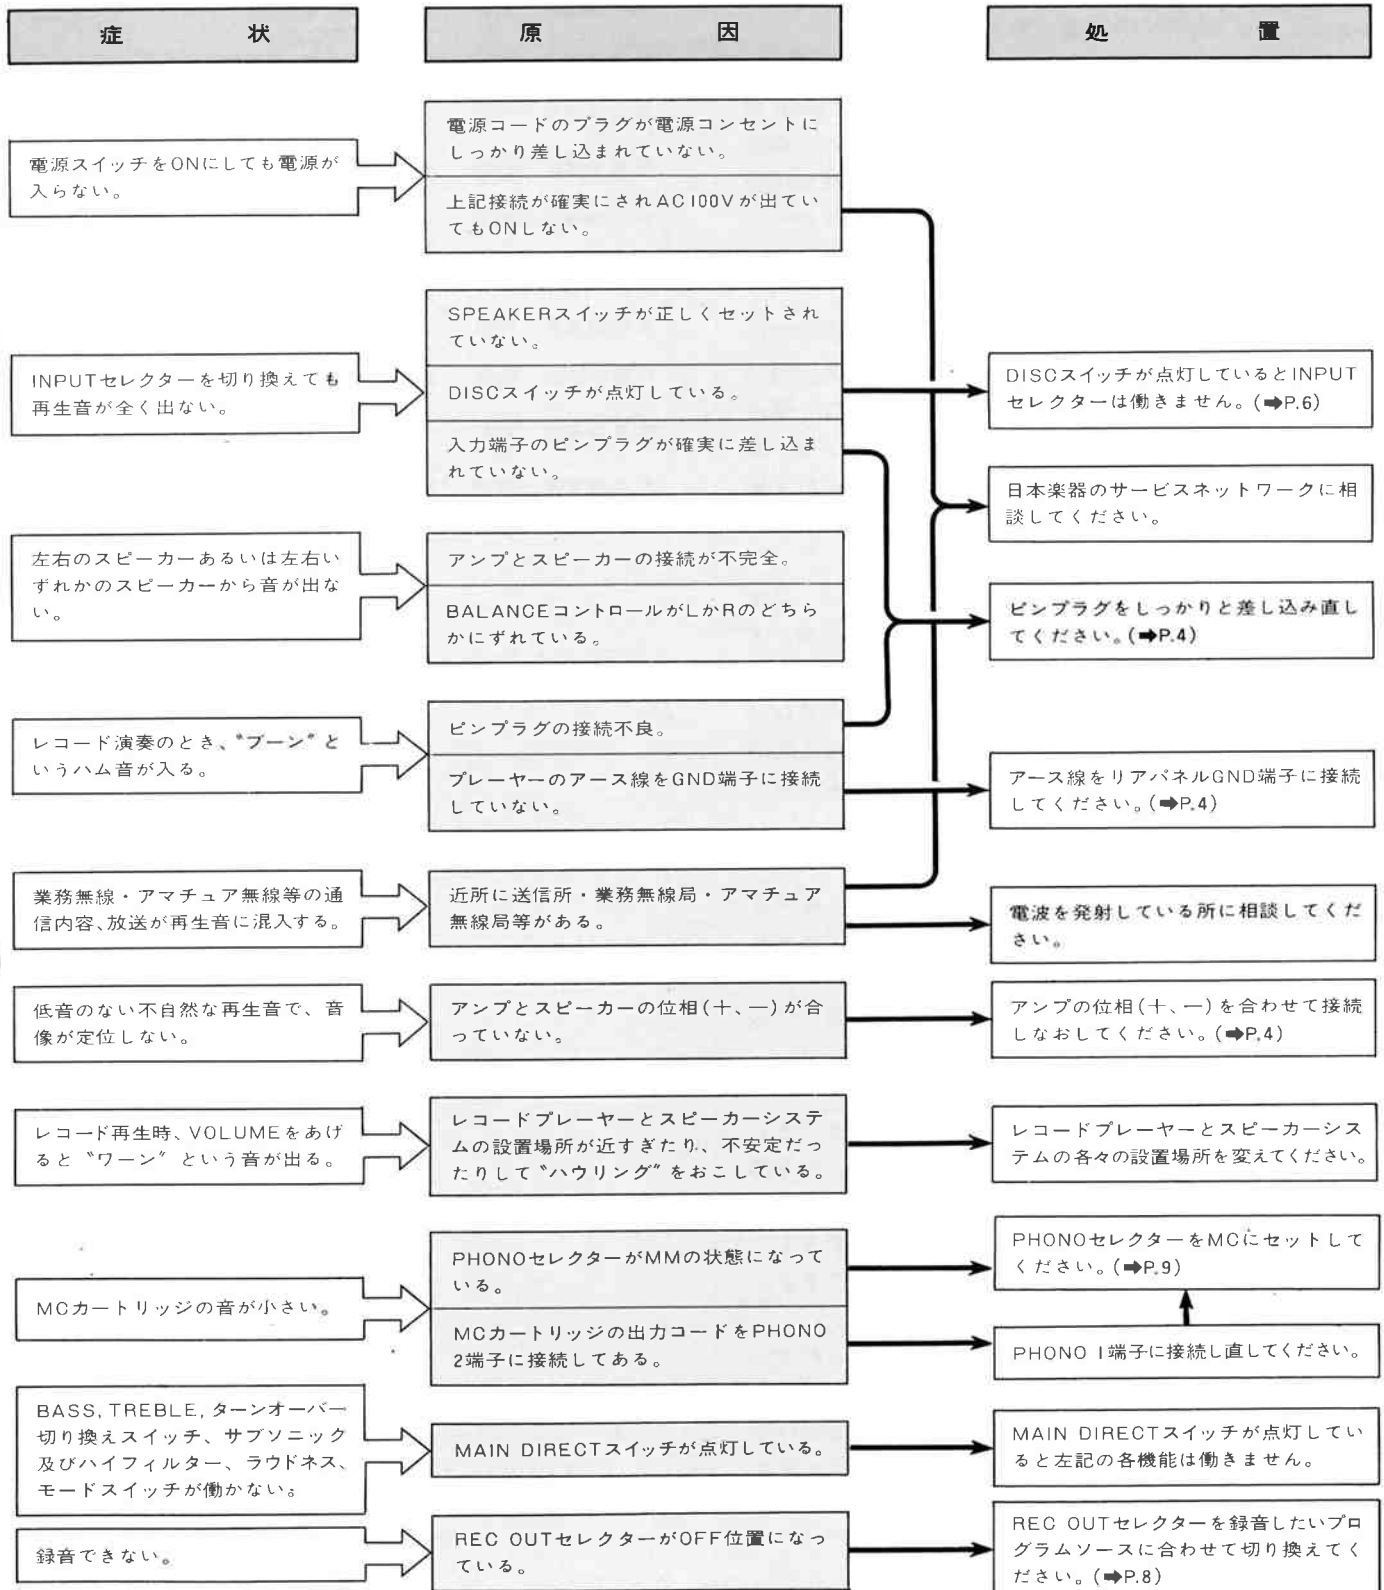 症状
原因
処置
電源スイッチをONにしても電源が
入らない。
電源コードのプラグが電源コンセントに
しっかり差し込まれていない。
上記接続が確実にされAC100Vが出てい
てもONしない。
INPUTセレクターを切り換えても
再生音が全く出ない。
SPEAKERスイッチが正しくセットされ
ていない。
DISCスイッチが点灯している。
入力端子のピンプラグが確実に差し込ま
れていない。
DISCスイッチが点灯しているとINPUT
セレクターは働きません。(➡P.6)
日本楽器のサービスネットワークに相
談してください。
左右のスピーカーあるいは左右い
ずれかのスピーカーから音が出な
い。
アンプとスピーカーの接続が不完全。
BALANCEコントロールがLかRのどちら
かにずれている。
ピンプラグをしっかりと差し込み直し
てください。(➡P.4)
レコード演奏のとき、〝ブーン〟と
いうハム音が入る。
ピンプラグの接続不良。
プレーヤーのアース線をGND端子に接続
していない。
アース線をリアパネルGND端子に接続
してください。(➡P.4)
業務無線・アマチュア無線等の通
信内容、放送が再生音に混入する。
近所に送信所・業務無線局・アマチュア
無線局等がある。
電波を発射している所に相談してくだ
さい。
低音のない不自然な再生音で、音
像が定位しない。
アンプとスピーカーの位相(＋、－)が合
っていない。
アンプの位相(＋、－)を合わせて接続
しなおしてください。(➡P.4)
レコード再生時、VOLUMEをあげ
ると〝ワーン〟という音が出る。
レコードプレーヤーとスピーカーシステ
ムの設置場所が近すぎたり、不安定だっ
たりして〝ハウリング〟をおこしている。
レコードプレーヤーとスピーカーシス
テムの各々の設置場所を変えてください。
MCカートリッジの音が小さい。
PHONOセレクターがMMの状態になって
いる。
MCカートリッジの出力コードをPHONO
2端子に接続してある。
PHONOセレクターをMCにセットして
ください。(➡P.9)
PHONO 1端子に接続し直してください。
BASS, TREBLE, ターンオーバー
切り換えスイッチ、サブソニック
及びハイフィルター、ラウドネス、
モードスイッチが働かない。
MAIN DIRECTスイッチが点灯している。
MAIN DIRECTスイッチが点灯してい
ると左記の各機能は働きません。
録音できない。
REC OUTセレクターがOFF位置になっ
ている。
REC OUTセレクターを録音したいプロ
グラムソースに合わせて切り換えてく
ださい。(➡P.8)